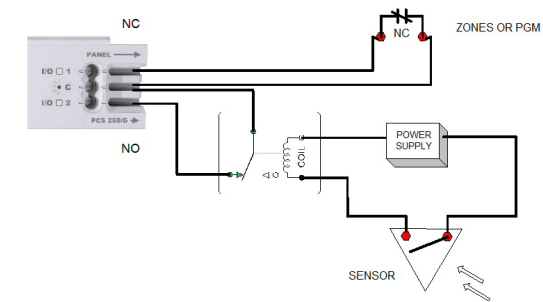 NC
ZONES OR PGM
NC
PANEL
I/O 1
C
I/O 2
PCS 250/G
NO
POWER
SUPPLY
COIL
SENSOR